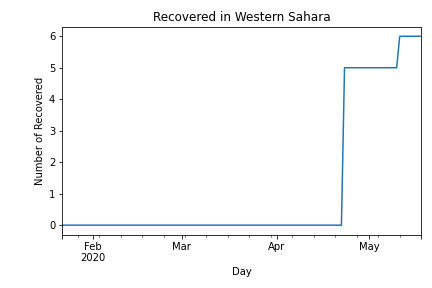 Recovered in Western Sahara
6
5
4
3
2
1
0
Number of Recovered
Feb
2020
Mar
Apr
May
Day